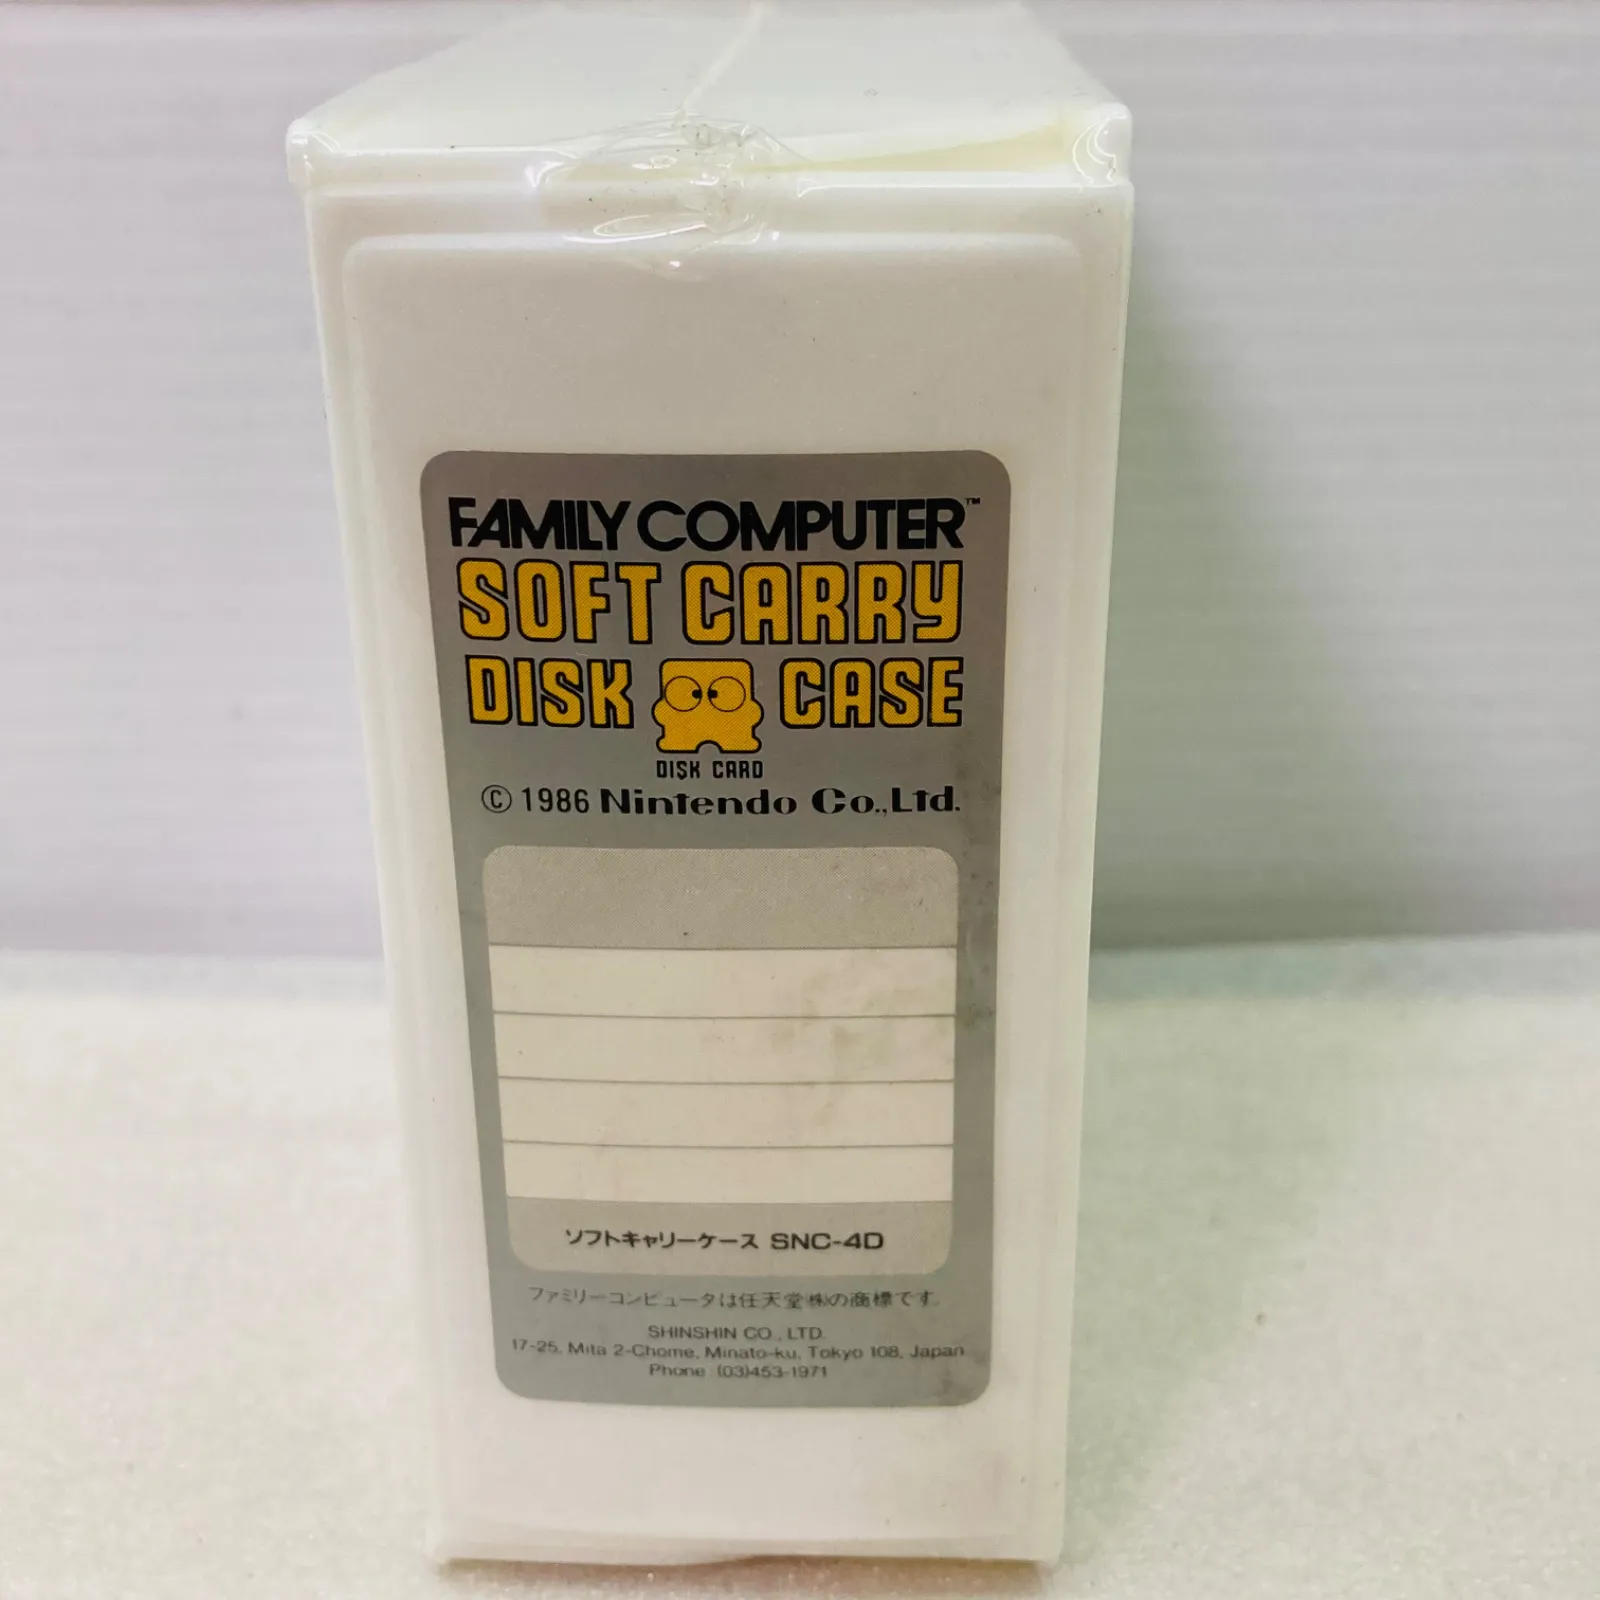 FAMILY COMPUTER™
SOFT CARRY
DISK CASE
DISK CARD
© 1986 Nintendo Co.,Ltd.
ソフトキャリーケース SNC-4D
ファミリーコンピュータは任天堂㈱の商標です。
SHINSHIN CO., LTD.
17-25, Mita 2-Chome, Minato-ku, Tokyo 108, Japan
Phone (03)453-1971